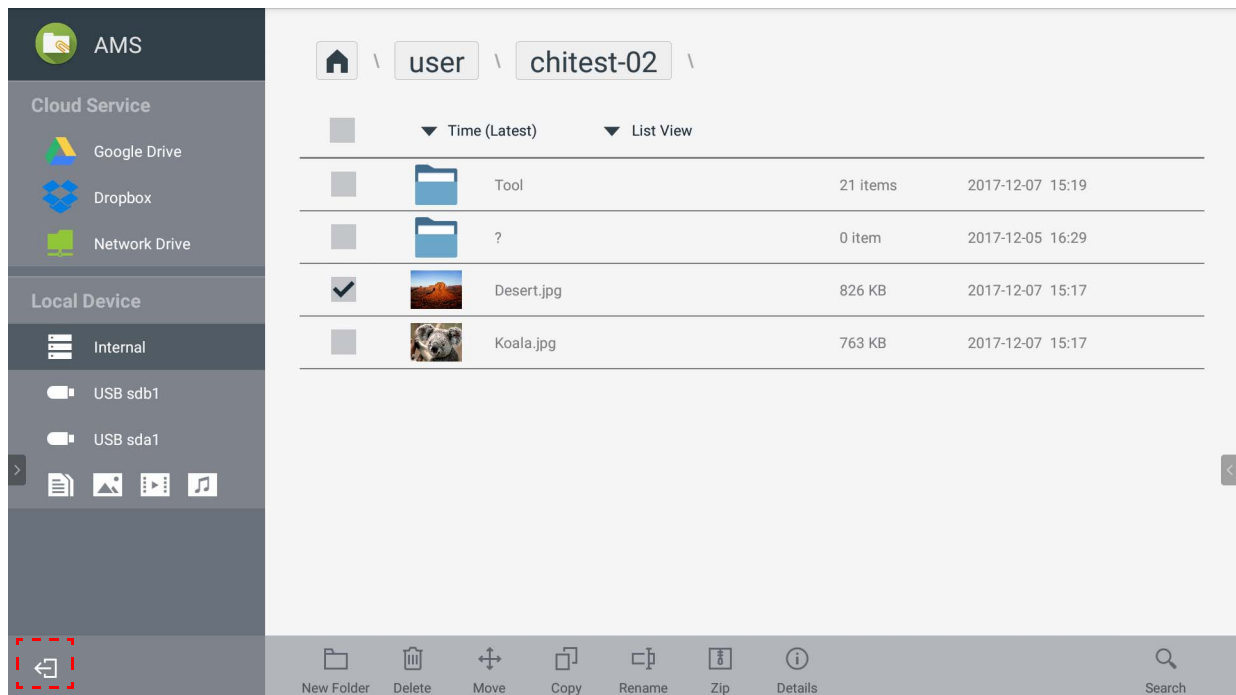 AMS
Cloud Service
Google Drive
Dropbox
Network Drive
Local Device
Internal
USB sdb1
USB sda1
\ user \ chitest-02 \
Time (Latest) List View
Tool 21 items 2017-12-07 15:19
? 0 item 2017-12-05 16:29
Desert.jpg 826 KB 2017-12-07 15:17
Koala.jpg 763 KB 2017-12-07 15:17
New Folder Delete Move Copy Rename Zip Details Search